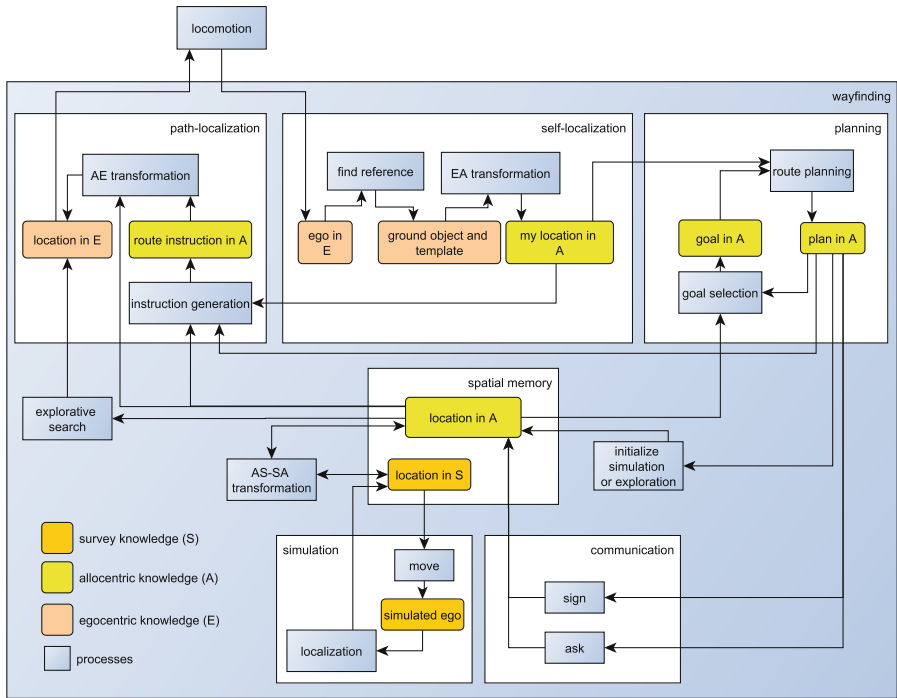 locomotion
wayfinding
path-localization
AE transformation
location in E
route instruction in A
instruction generation
self-localization
find reference
EA transformation
ego in
E
ground object and
template
my location in
A
planning
route planning
goal in A
plan in A
goal selection
explorative
search
spatial memory
location in A
location in S
AS-SA
transformation
initialize
simulation
or exploration
simulation
move
simulated ego
localization
communication
sign
ask
survey knowledge (S)
allocentric knowledge (A)
egocentric knowledge (E)
processes